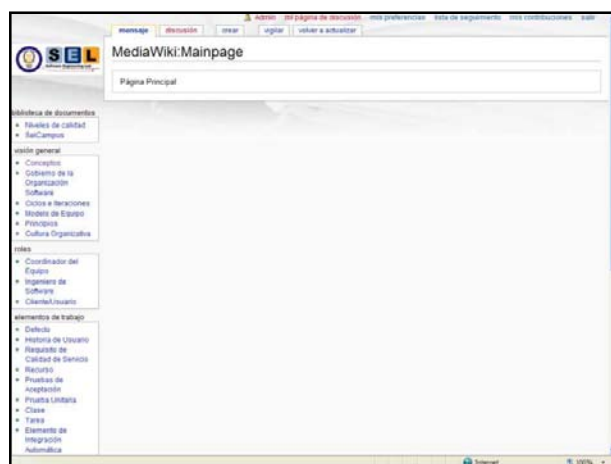 Admin mi página de discusión mis preferencias lista de seguimiento mis contribuciones salir
mensaje discusión crear vigilar volver a actualizar
SEL
MediaWiki:Mainpage
Página Principal
biblioteca de documentos
Niveles de calidad
SelCampus
visión general
Conceptos
Gobierno de la
Organización
Software
Ciclos e Iteraciones
Modelo de Equipo
Principios
Cultura Organizativa
roles
Coordinador del
Equipo
Ingeniero de
Software
Cliente/Usuario
elementos de trabajo
Defecto
Historia de Usuario
Requisito de
Calidad de Servicio
Recurso
Pruebas de
Aceptación
Prueba Unitaria
Clase
Tarea
Elemento de
Integración
Automática
Internet 100%